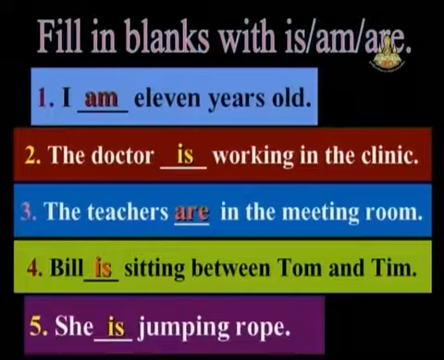 Fill in blanks with is/am/are.
1. I am eleven years old.
2. The doctor is working in the clinic.
3. The teachers are in the meeting room.
4. Bill is sitting between Tom and Tim.
5. She is jumping rope.